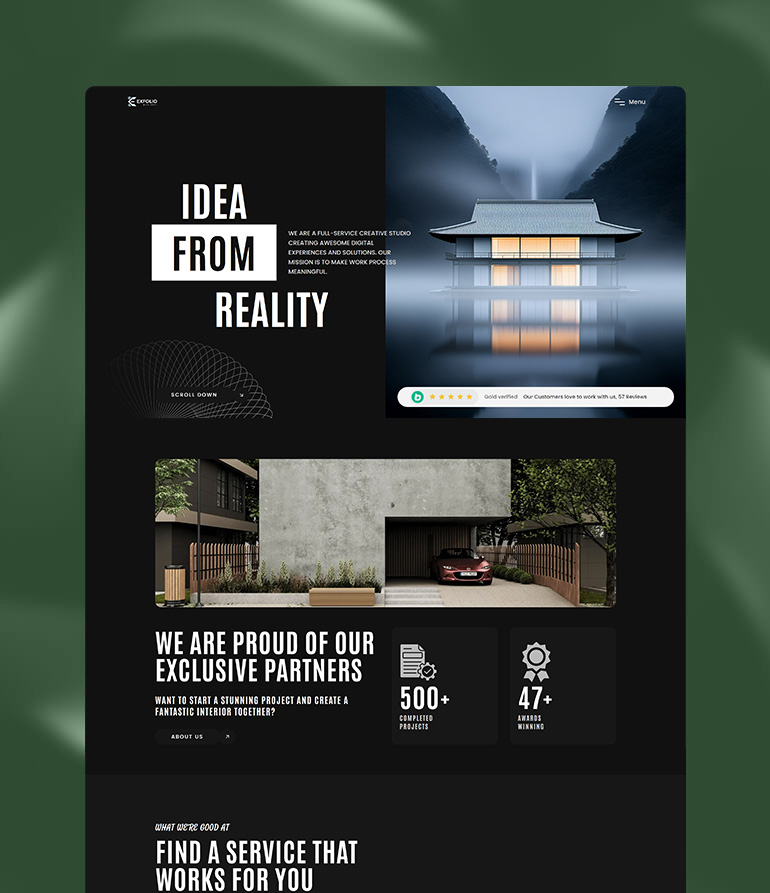 EXFOLIO
Menu
IDEA
FROM
REALITY
WE ARE A FULL-SERVICE CREATIVE STUDIO
CREATING AWESOME DIGITAL
EXPERIENCES AND SOLUTIONS. OUR
MISSION IS TO MAKE WORK PROCESS
MEANINGFUL.
SCROLL DOWN
b
Gold verified Our Customers love to work with us, 57 Reviews
WE ARE PROUD OF OUR
EXCLUSIVE PARTNERS
WANT TO START A STUNNING PROJECT AND CREATE A
FANTASTIC INTERIOR TOGETHER?
ABOUT US
500+
COMPLETED
PROJECTS
47+
AWARDS
WINNING
WHAT WE'RE GOOD AT
FIND A SERVICE THAT
WORKS FOR YOU